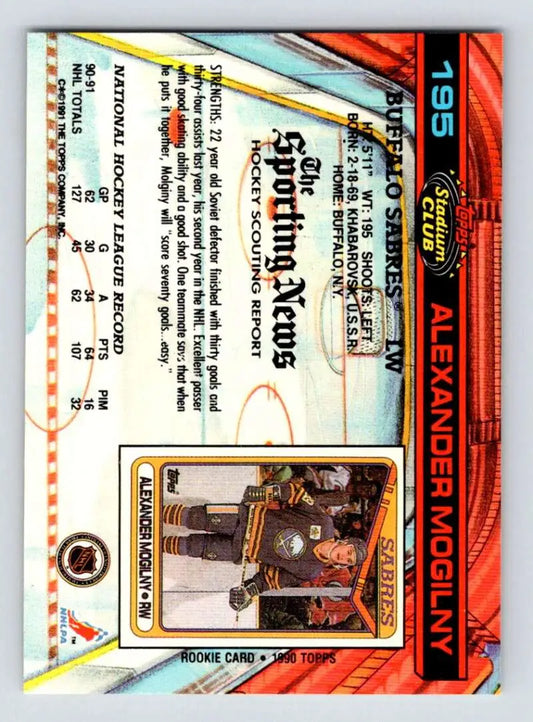 195
TOPPS
Stadium
CLUB
ALEXANDER MOGILNY
BUFFALO SABRES® LW
HT: 5'11" WT: 195 SHOOTS: LEFT
BORN: 2-18-69, KHABAROVSK, U.S.S.R.
HOME: BUFFALO, N.Y.
The
Sporting News
HOCKEY SCOUTING REPORT
STRENGTHS: 22 year old Soviet defector finished with thirty goals and
thirty-four assists last year, his second year in the NHL. Excellent passer
with good skating ability and a good shot. One teammate says that when
he puts it together, Molginy will "score seventy goals...easy."
NATIONAL HOCKEY LEAGUE RECORD
GP G A PTS PIM
90-91 62 30 34 64 16
NHL TOTALS 127 45 62 107 32
C#©1991 THE TOPPS COMPANY, INC.
SABRES
TOPPS
ALEXANDER MOGILNY • RW
ROOKIE CARD • 1990 TOPPS
NHL
NHLPA
TM